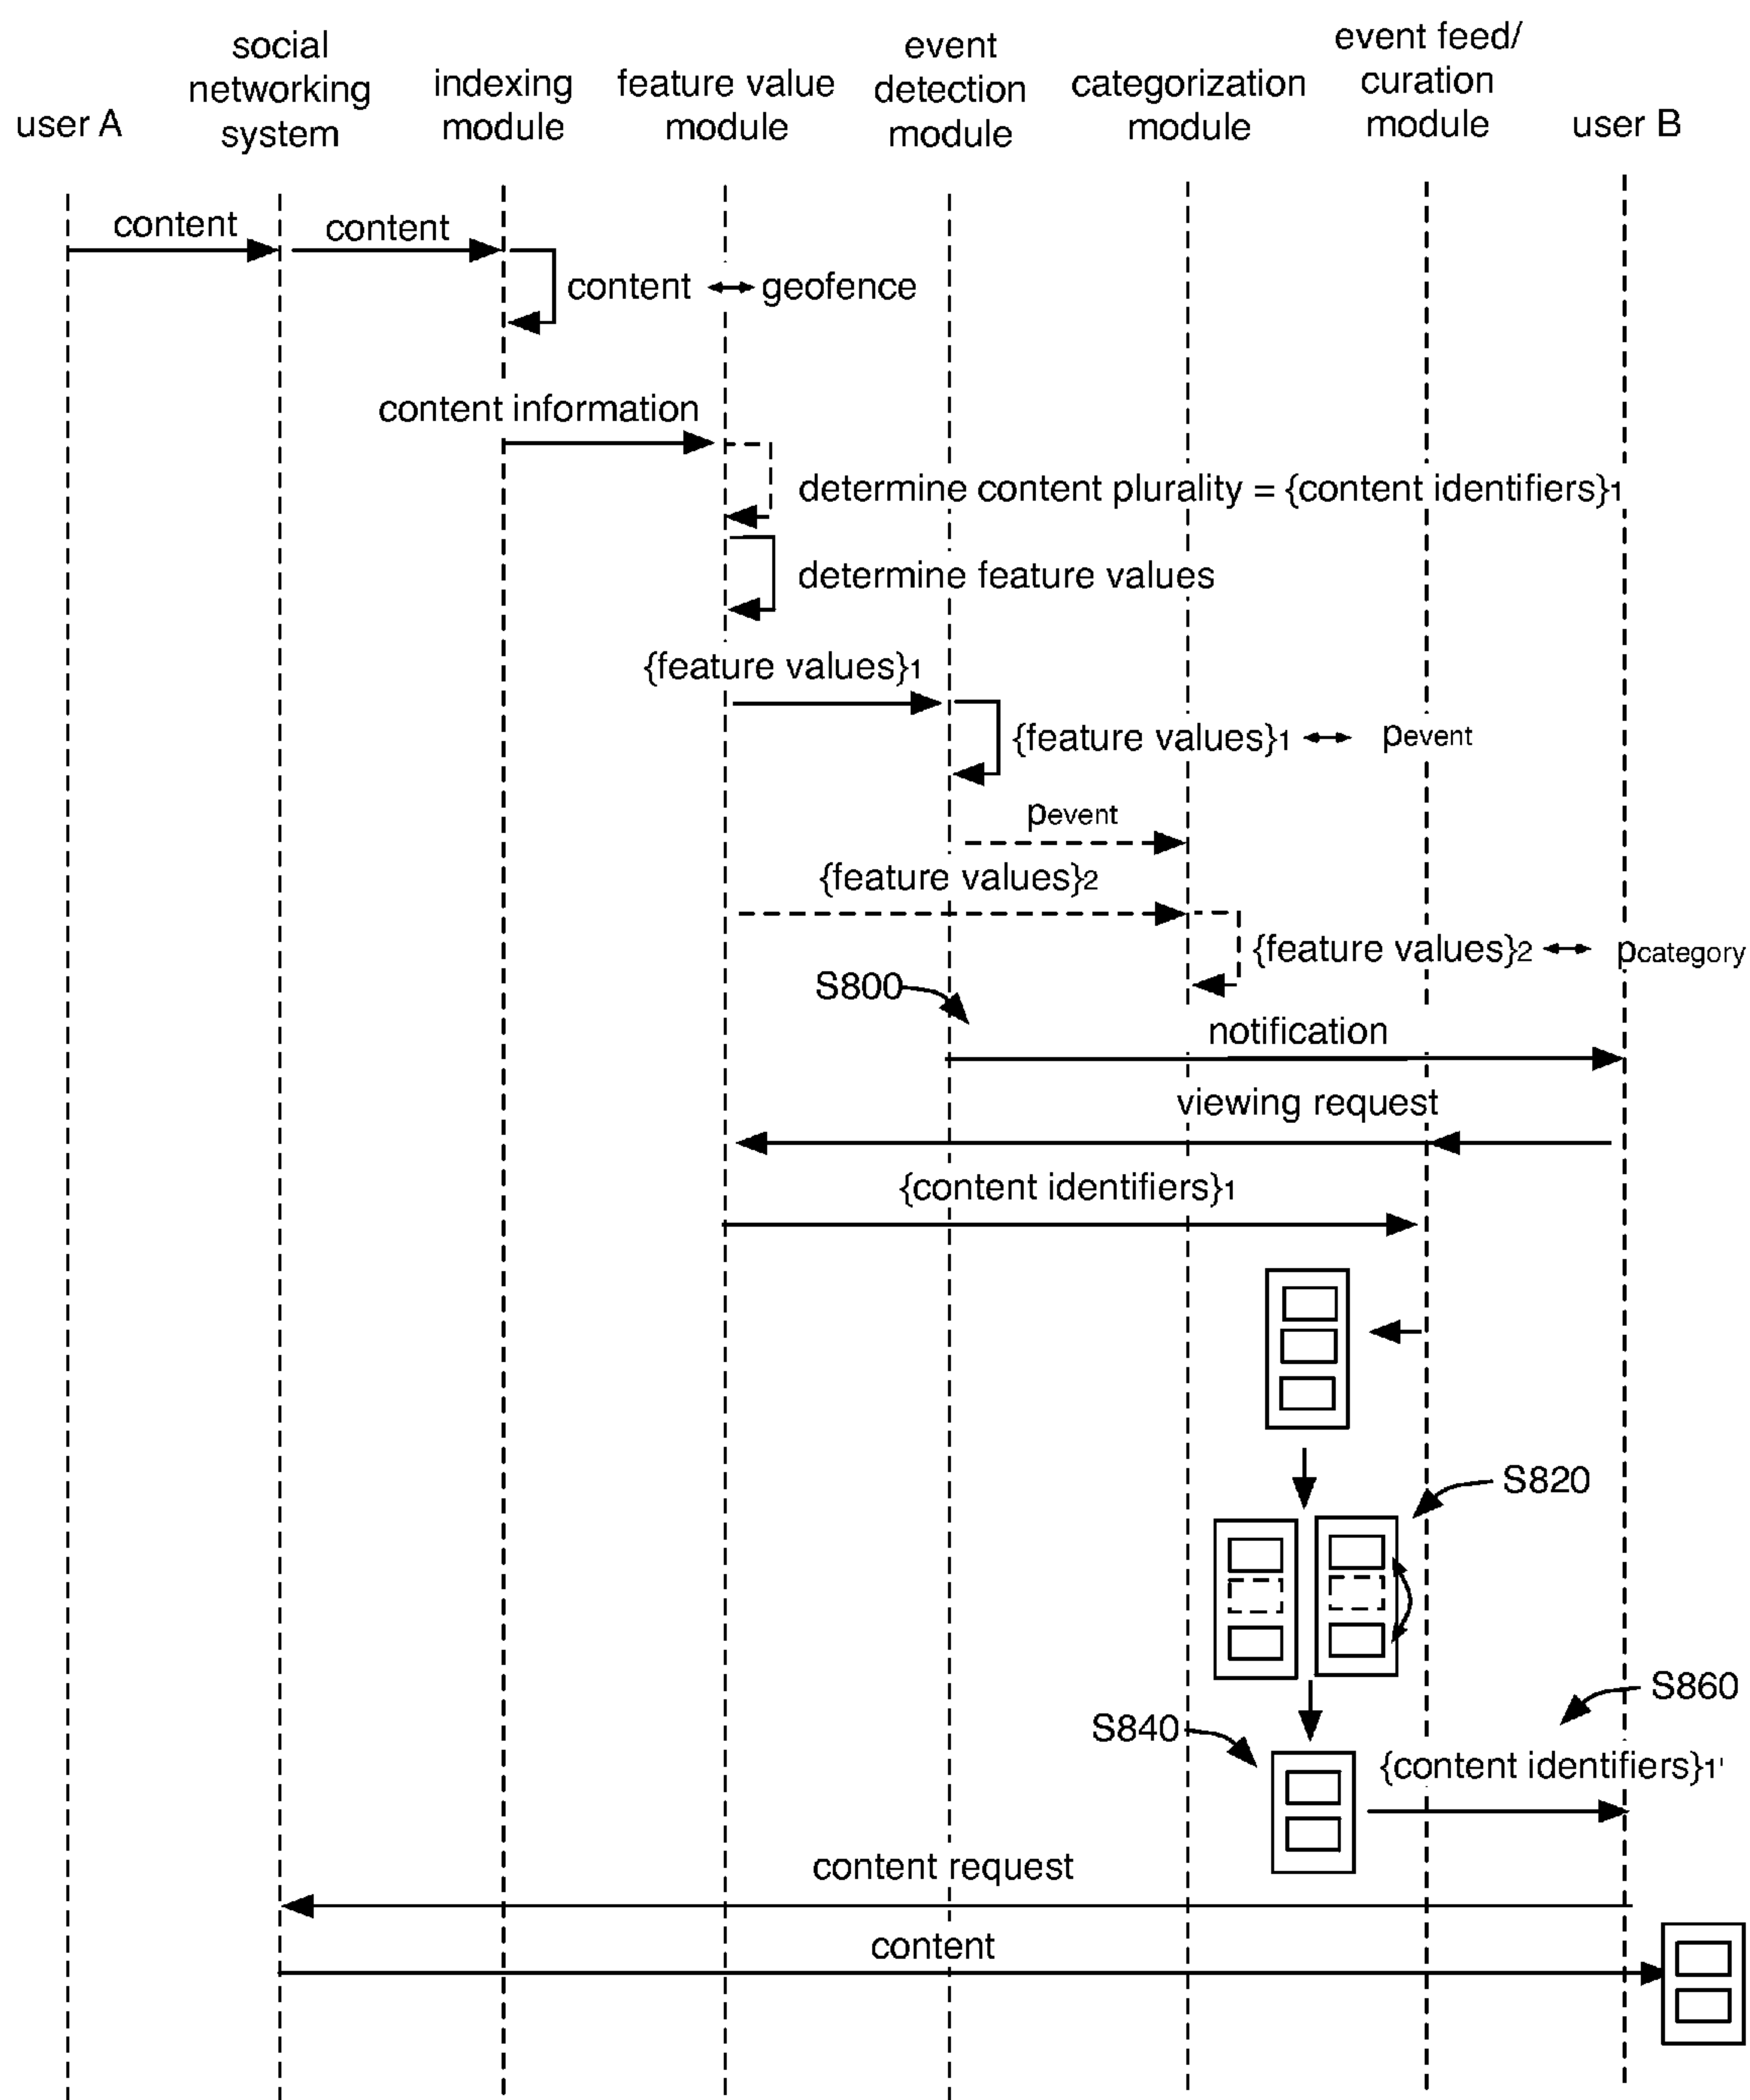 user A
social
networking
system
indexing
module
feature value
module
event
detection
module
categorization
module
event feed/
curation
module
user B
content
content
content ↔ geofence
content information
determine content plurality = {content identifiers}1
determine feature values
{feature values}1
{feature values}1 ↔ pevent
pevent
{feature values}2
{feature values}2 ↔ pcategory
S800
notification
viewing request
{content identifiers}1
S820
S860
S840
{content identifiers}1'
content request
content